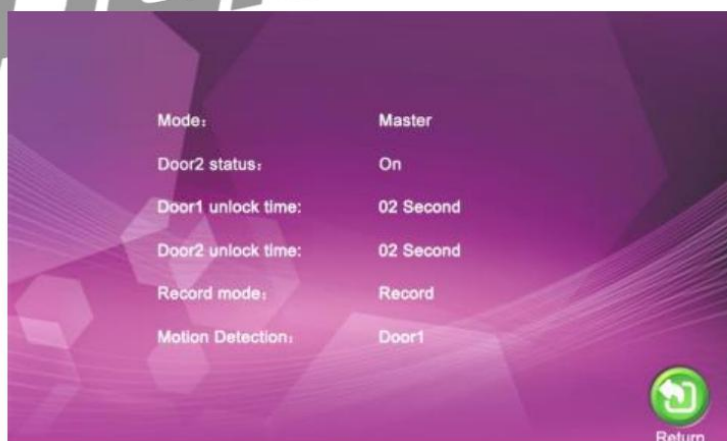 Mode: Master
Door2 status: On
Door1 unlock time: 02 Second
Door2 unlock time: 02 Second
Record mode: Record
Motion Detection: Door1
Return